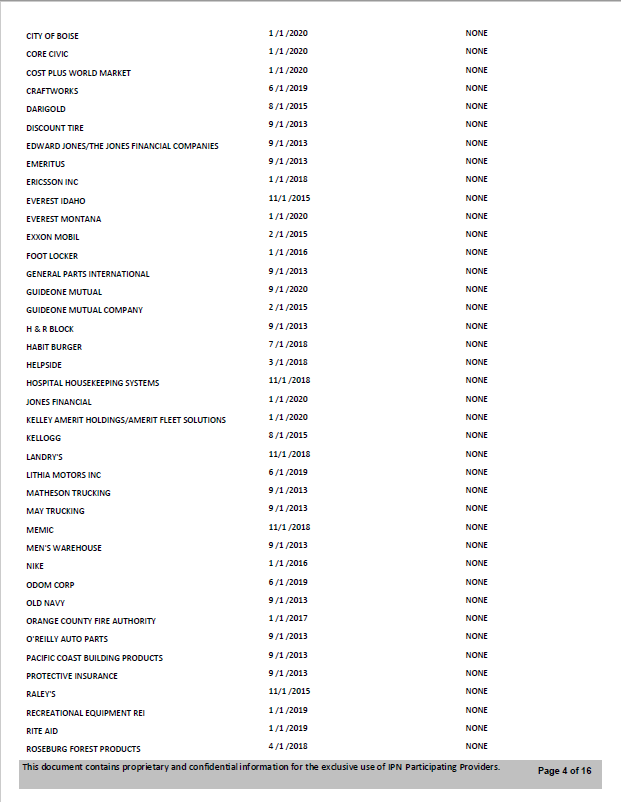 CITY OF BOISE 1/1/2020 NONE
CORE CIVIC 1/1/2020 NONE
COST PLUS WORLD MARKET 1/1/2020 NONE
CRAFTWORKS 6/1/2019 NONE
DARIGOLD 8/1/2015 NONE
DISCOUNT TIRE 9/1/2013 NONE
EDWARD JONES/THE JONES FINANCIAL COMPANIES 9/1/2013 NONE
EMERITUS 9/1/2013 NONE
ERICSSON INC 1/1/2018 NONE
EVEREST IDAHO 11/1/2015 NONE
EVEREST MONTANA 1/1/2020 NONE
EXXON MOBIL 2/1/2015 NONE
FOOT LOCKER 1/1/2016 NONE
GENERAL PARTS INTERNATIONAL 9/1/2013 NONE
GUIDEONE MUTUAL 9/1/2020 NONE
GUIDEONE MUTUAL COMPANY 2/1/2015 NONE
H & R BLOCK 9/1/2013 NONE
HABIT BURGER 7/1/2018 NONE
HELPSIDE 3/1/2018 NONE
HOSPITAL HOUSEKEEPING SYSTEMS 11/1/2018 NONE
JONES FINANCIAL 1/1/2020 NONE
KELLEY AMERIT HOLDINGS/AMERIT FLEET SOLUTIONS 1/1/2020 NONE
KELLOGG 8/1/2015 NONE
LANDRY'S 11/1/2018 NONE
LITHIA MOTORS INC 6/1/2019 NONE
MATHESON TRUCKING 9/1/2013 NONE
MAY TRUCKING 9/1/2013 NONE
MEMIC 11/1/2018 NONE
MEN'S WAREHOUSE 9/1/2013 NONE
NIKE 1/1/2016 NONE
ODOM CORP 6/1/2019 NONE
OLD NAVY 9/1/2013 NONE
ORANGE COUNTY FIRE AUTHORITY 1/1/2017 NONE
O'REILLY AUTO PARTS 9/1/2013 NONE
PACIFIC COAST BUILDING PRODUCTS 9/1/2013 NONE
PROTECTIVE INSURANCE 9/1/2013 NONE
RALEY'S 11/1/2015 NONE
RECREATIONAL EQUIPMENT REI 1/1/2019 NONE
RITE AID 1/1/2019 NONE
ROSEBURG FOREST PRODUCTS 4/1/2018 NONE
This document contains proprietary and confidential information for the exclusive use of IPN Participating Providers. Page 4 of 16